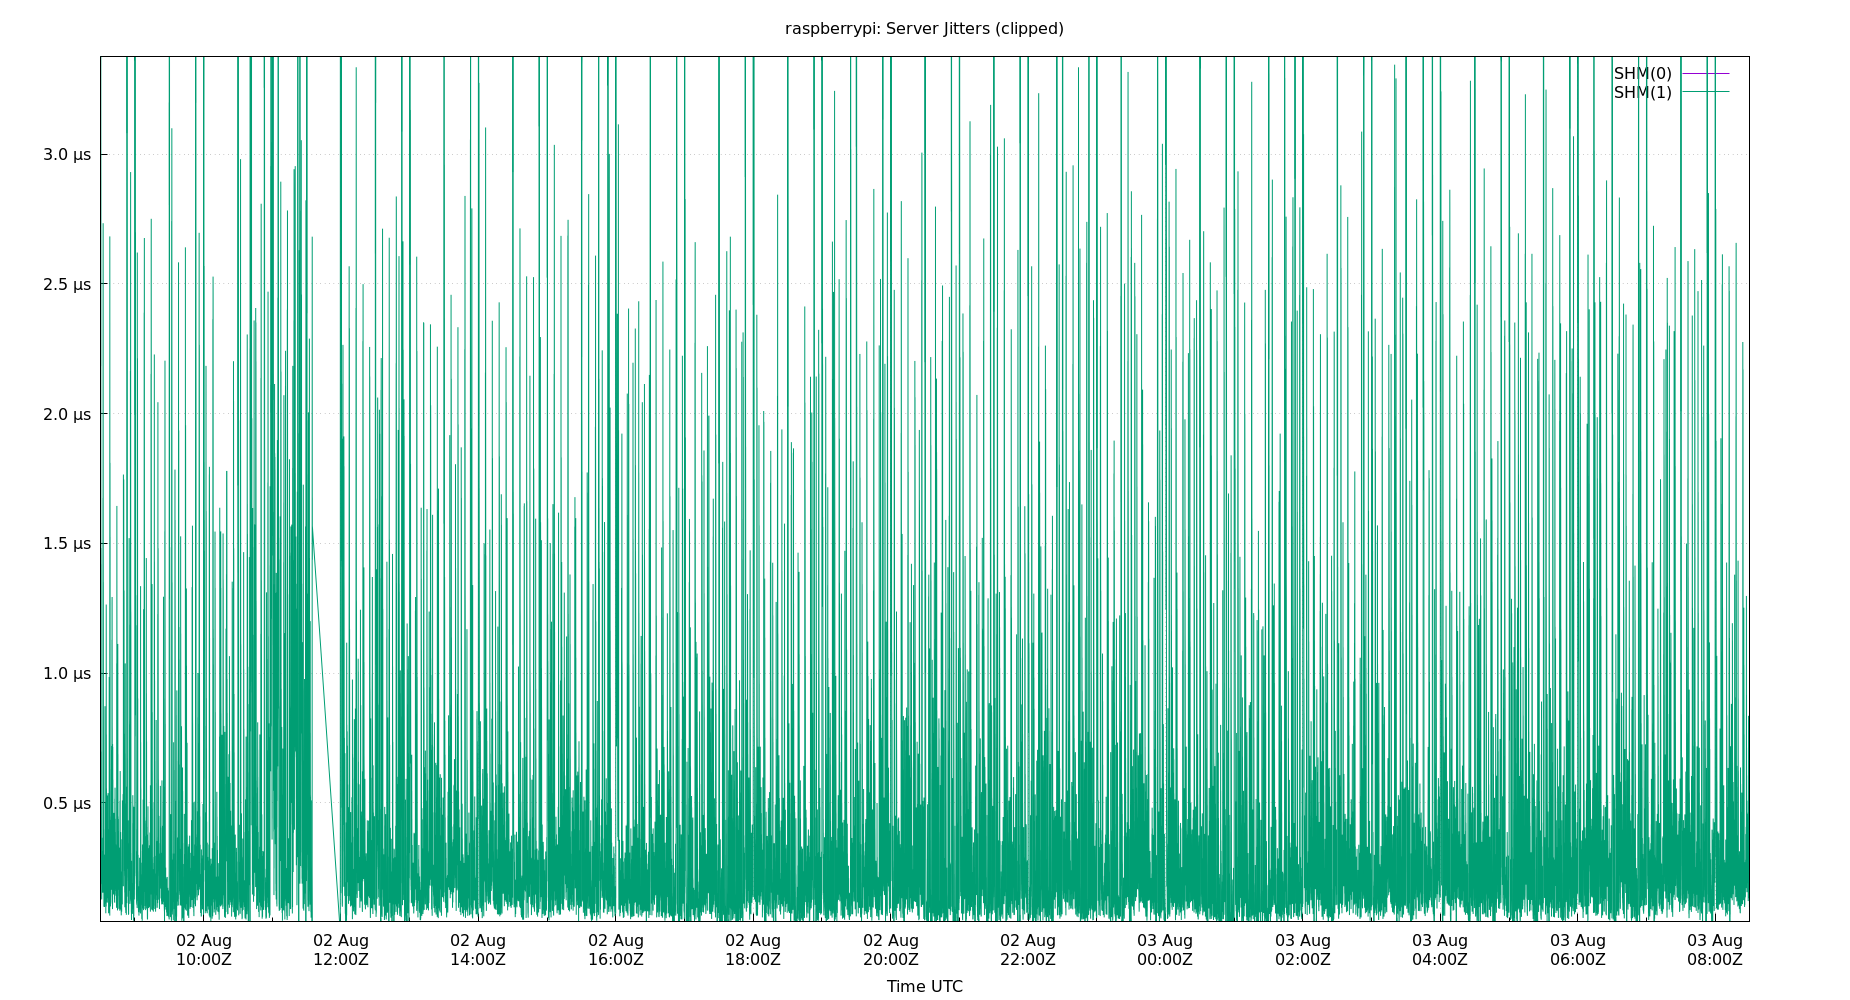 raspberrypi: Server Jitters (clipped)
SHM(0)
SHM(1)
3.0 µs
2.5 µs
2.0 µs
1.5 µs
1.0 µs
0.5 µs
02 Aug 02 Aug 02 Aug 02 Aug 02 Aug 02 Aug 02 Aug 03 Aug 03 Aug 03 Aug 03 Aug 03 Aug
10:00Z 12:00Z 14:00Z 16:00Z 18:00Z 20:00Z 22:00Z 00:00Z 02:00Z 04:00Z 06:00Z 08:00Z
Time UTC